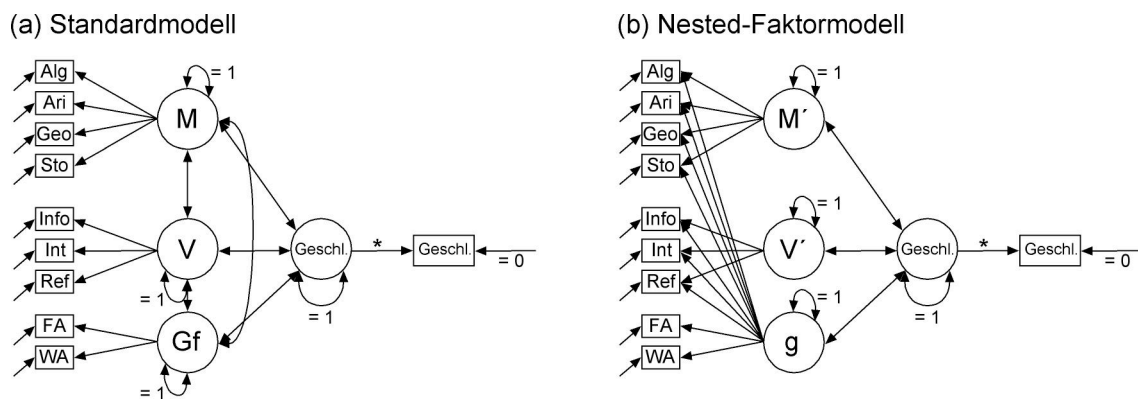 (a) Standardmodell
Alg
Ari
Geo
Sto
Info
Int
Ref
FA
WA
= 1
M
V
= 1
Gf
= 1
Geschl.
= 1
*
Geschl.
= 0
(b) Nested-Faktormodell
Alg
Ari
Geo
Sto
Info
Int
Ref
FA
WA
= 1
M´
= 1
V´
= 1
g
Geschl.
= 1
*
Geschl.
= 0